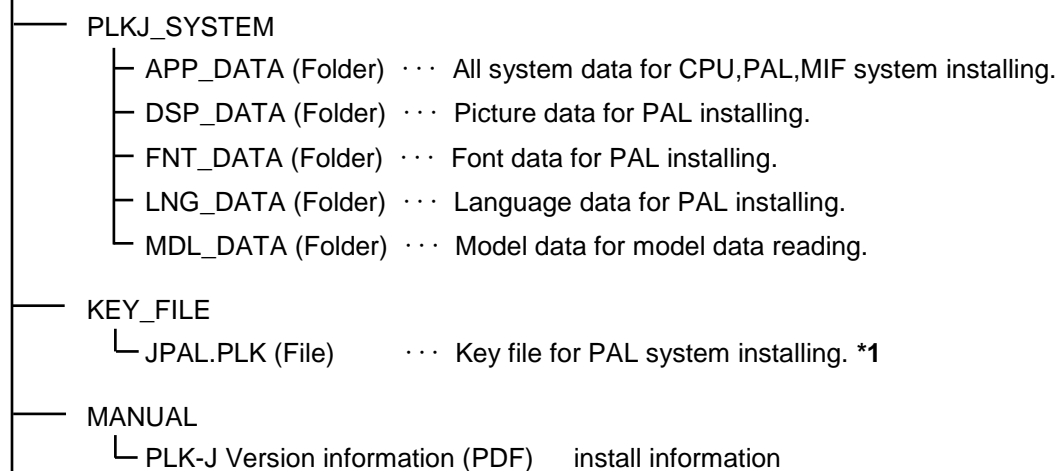 PLKJ_SYSTEM
APP_DATA (Folder) ··· All system data for CPU,PAL,MIF system installing.
DSP_DATA (Folder) ··· Picture data for PAL installing.
FNT_DATA (Folder) ··· Font data for PAL installing.
LNG_DATA (Folder) ··· Language data for PAL installing.
MDL_DATA (Folder) ··· Model data for model data reading.
KEY_FILE
JPAL.PLK (File) ··· Key file for PAL system installing. *1
MANUAL
PLK-J Version information (PDF) install information